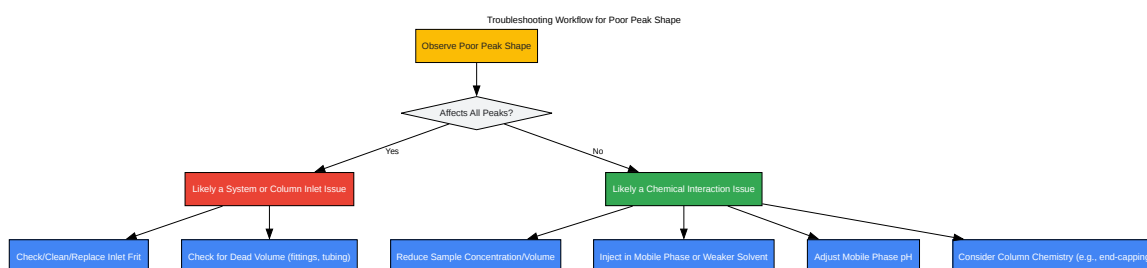 Troubleshooting Workflow for Poor Peak Shape
Observe Poor Peak Shape
Affects All Peaks?
Yes
No
Likely a System or Column Inlet Issue
Likely a Chemical Interaction Issue
Check/Clean/Replace Inlet Frit
Check for Dead Volume (fittings, tubing)
Reduce Sample Concentration/Volume
Inject in Mobile Phase or Weaker Solvent
Adjust Mobile Phase pH
Consider Column Chemistry (e.g., end-cappin